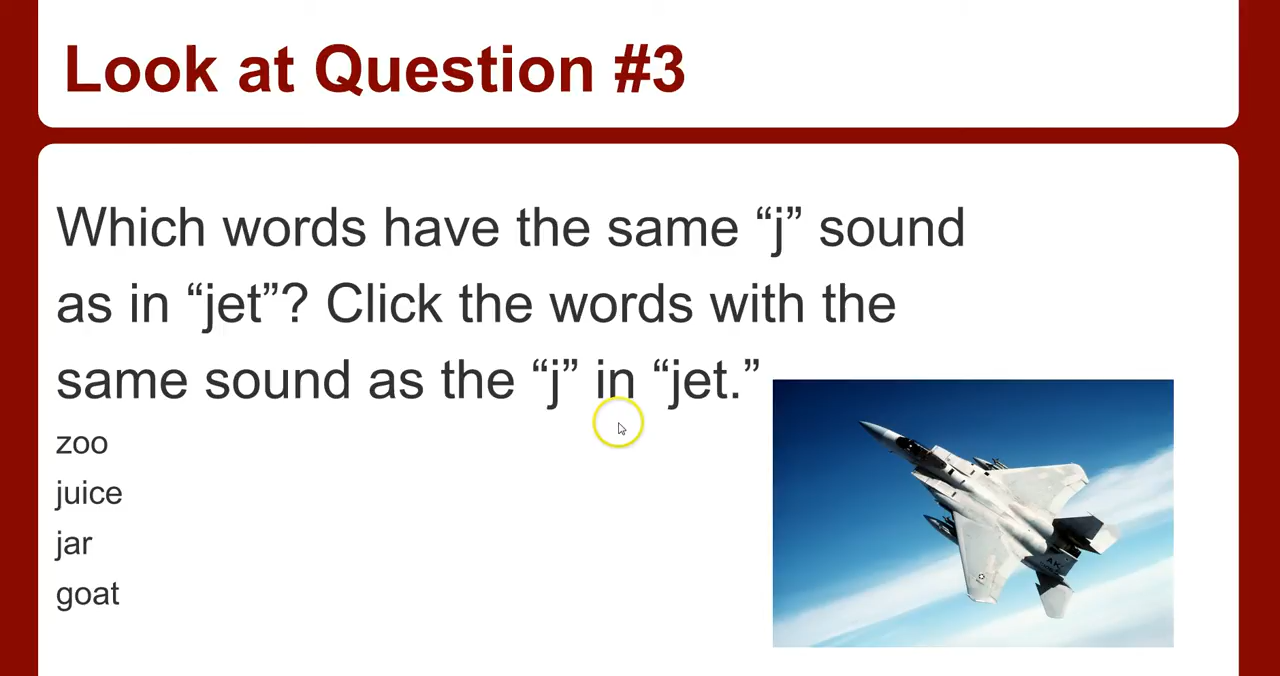 Look at Question #3
Which words have the same “j” sound
as in “jet”? Click the words with the
same sound as the “j” in “jet.”
zoo
juice
jar
goat
AK